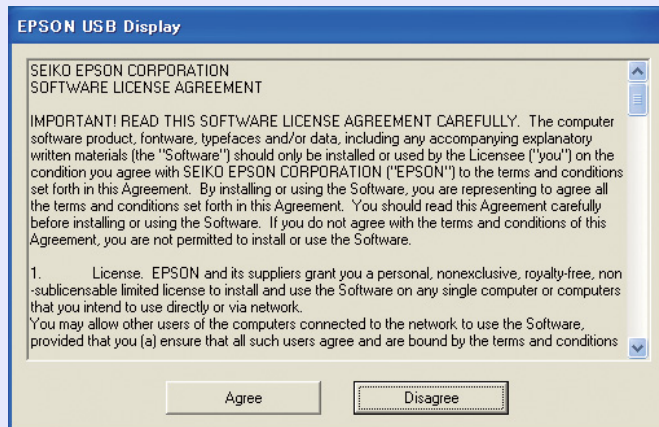 EPSON USB Display
SEIKO EPSON CORPORATION
SOFTWARE LICENSE AGREEMENT
IMPORTANT! READ THIS SOFTWARE LICENSE AGREEMENT CAREFULLY.  The computer
software product, fontware, typefaces and/or data, including any accompanying explanatory
written materials (the "Software") should only be installed or used by the Licensee ("you") on the
condition you agree with SEIKO EPSON CORPORATION ("EPSON") to the terms and conditions
set forth in this Agreement.  By installing or using the Software, you are representing to agree all
the terms and conditions set forth in this Agreement.  You should read this Agreement carefully
before installing or using the Software.  If you do not agree with the terms and conditions of this
Agreement, you are not permitted to install or use the Software.
1.       License.  EPSON and its suppliers grant you a personal, nonexclusive, royalty-free, non
-sublicensable limited license to install and use the Software on any single computer or computers
that you intend to use directly or via network.
You may allow other users of the computers connected to the network to use the Software,
provided that you (a) ensure that all such users agree and are bound by the terms and conditions
Agree
Disagree